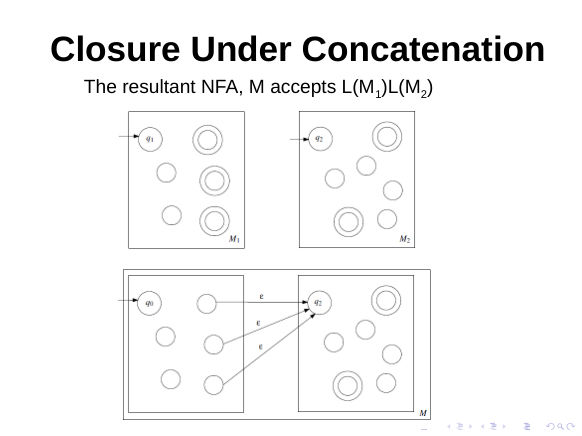 Closure Under Concatenation
The resultant NFA, M accepts L(M₁)L(M₂)
q₁
q₂
M₁
M₂
q₀
ε
q₂
ε
ε
M